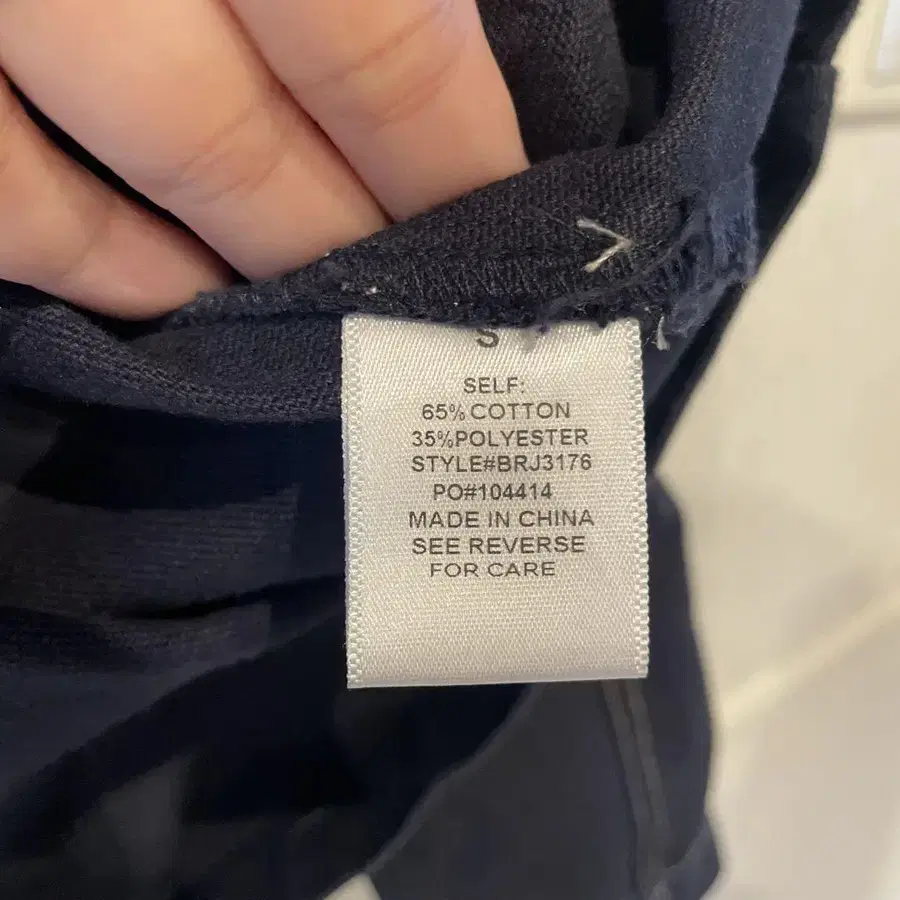 S
SELF:
65% COTTON
35%POLYESTER
STYLE#BRJ3176
PO#104414
MADE IN CHINA
SEE REVERSE
FOR CARE